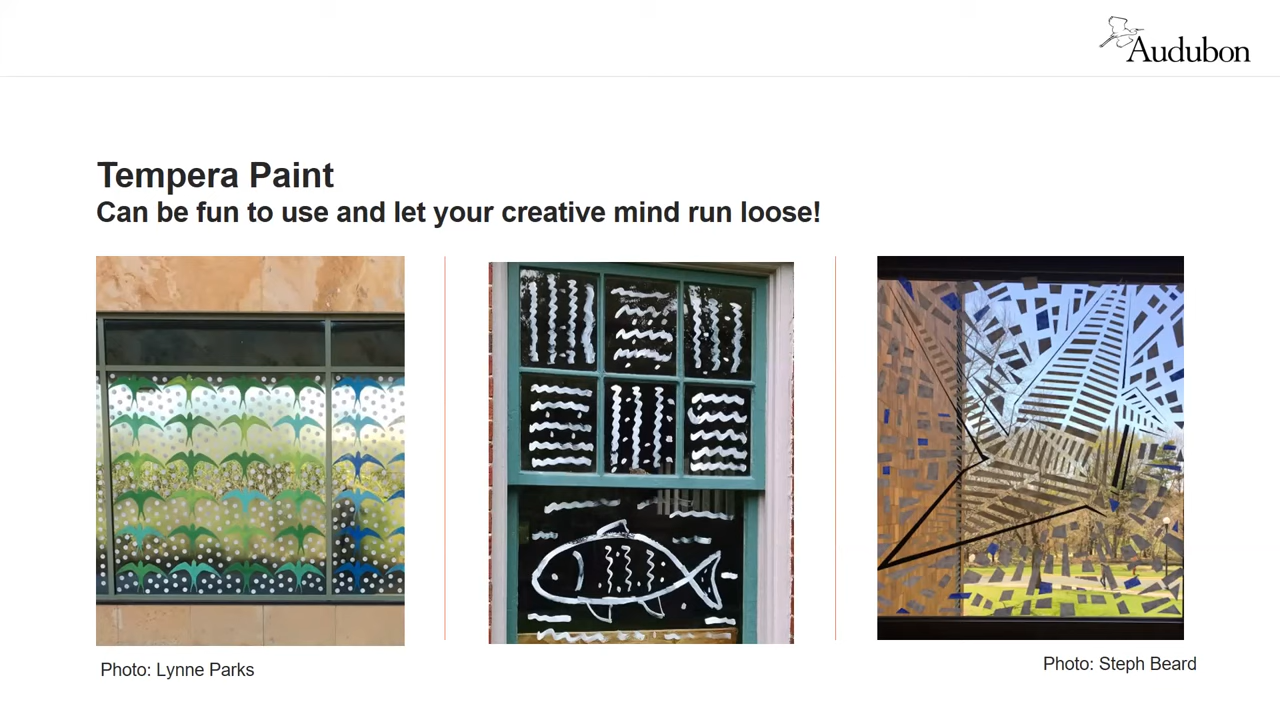 Audubon
Tempera Paint
Can be fun to use and let your creative mind run loose!
Photo: Lynne Parks
Photo: Steph Beard